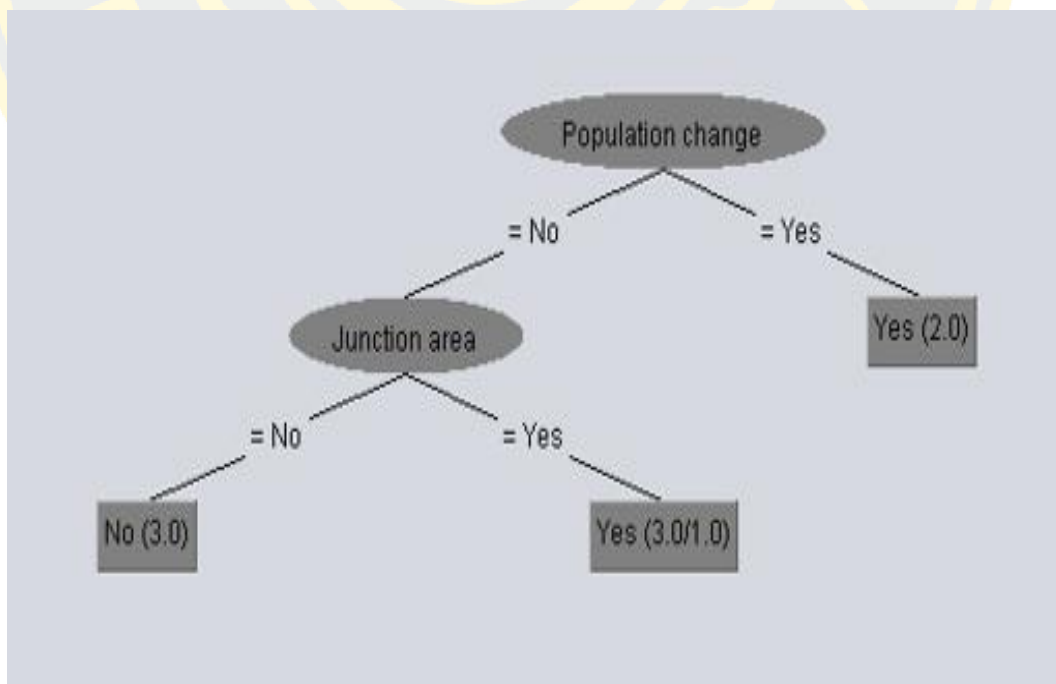 Population change
= No
= Yes
Junction area
Yes (2.0)
= No
= Yes
No (3.0)
Yes (3.0/1.0)